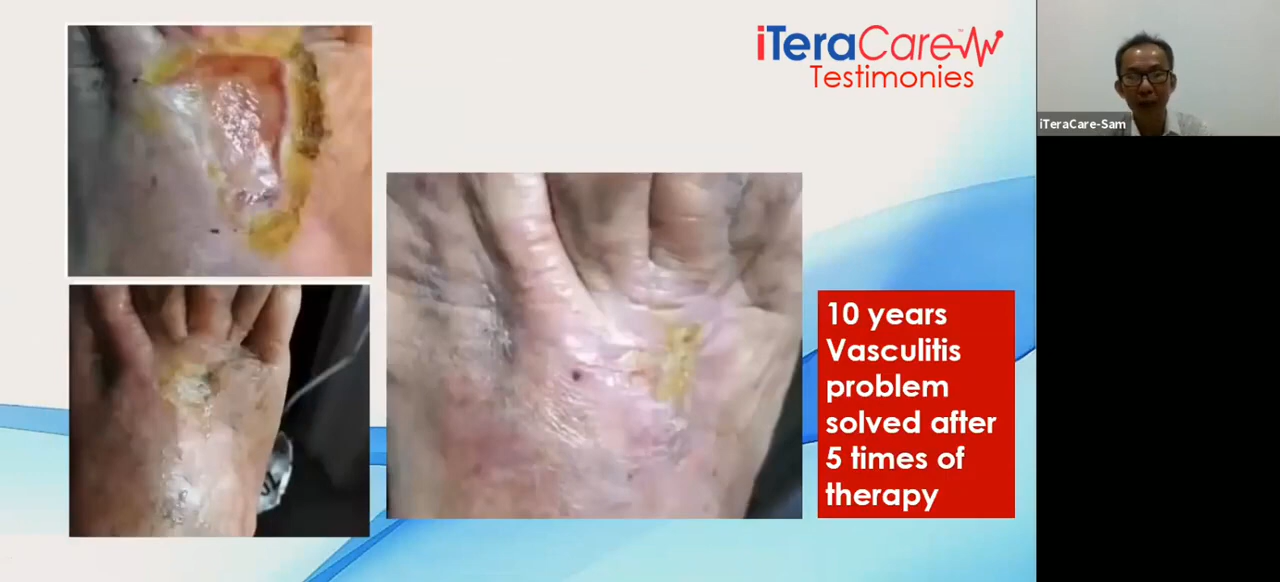 iTeraCare
Testimonies
iTeraCare-Sam
10 years
Vasculitis
problem
solved after
5 times of
therapy